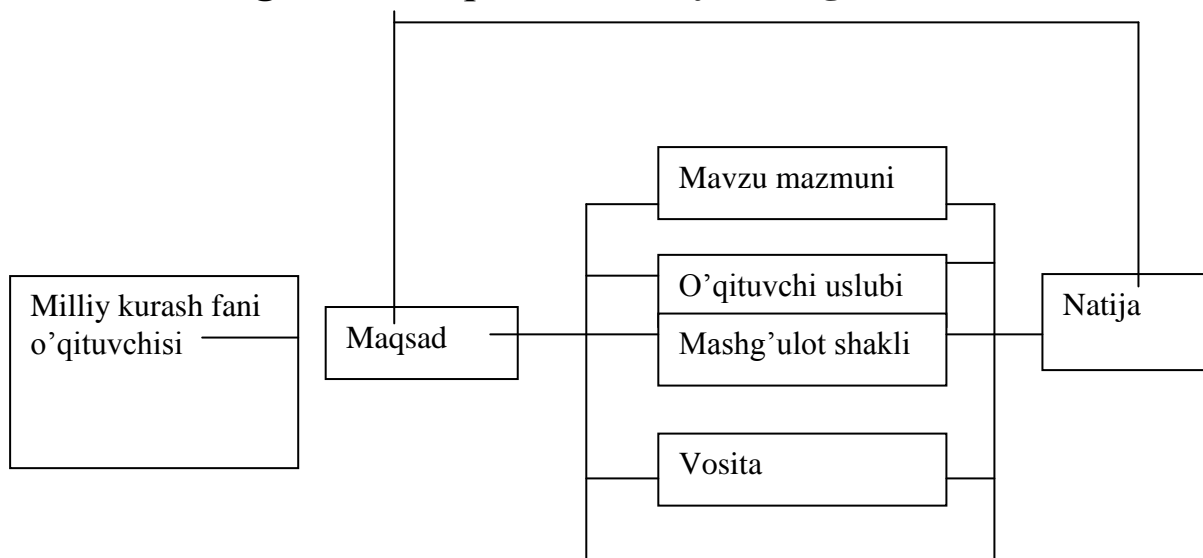 Mavzu mazmuni
O’qituvchi uslubi
Milliy kurash fani
o’qituvchisi
Maqsad
Mashg’ulot shakli
Natija
Vosita